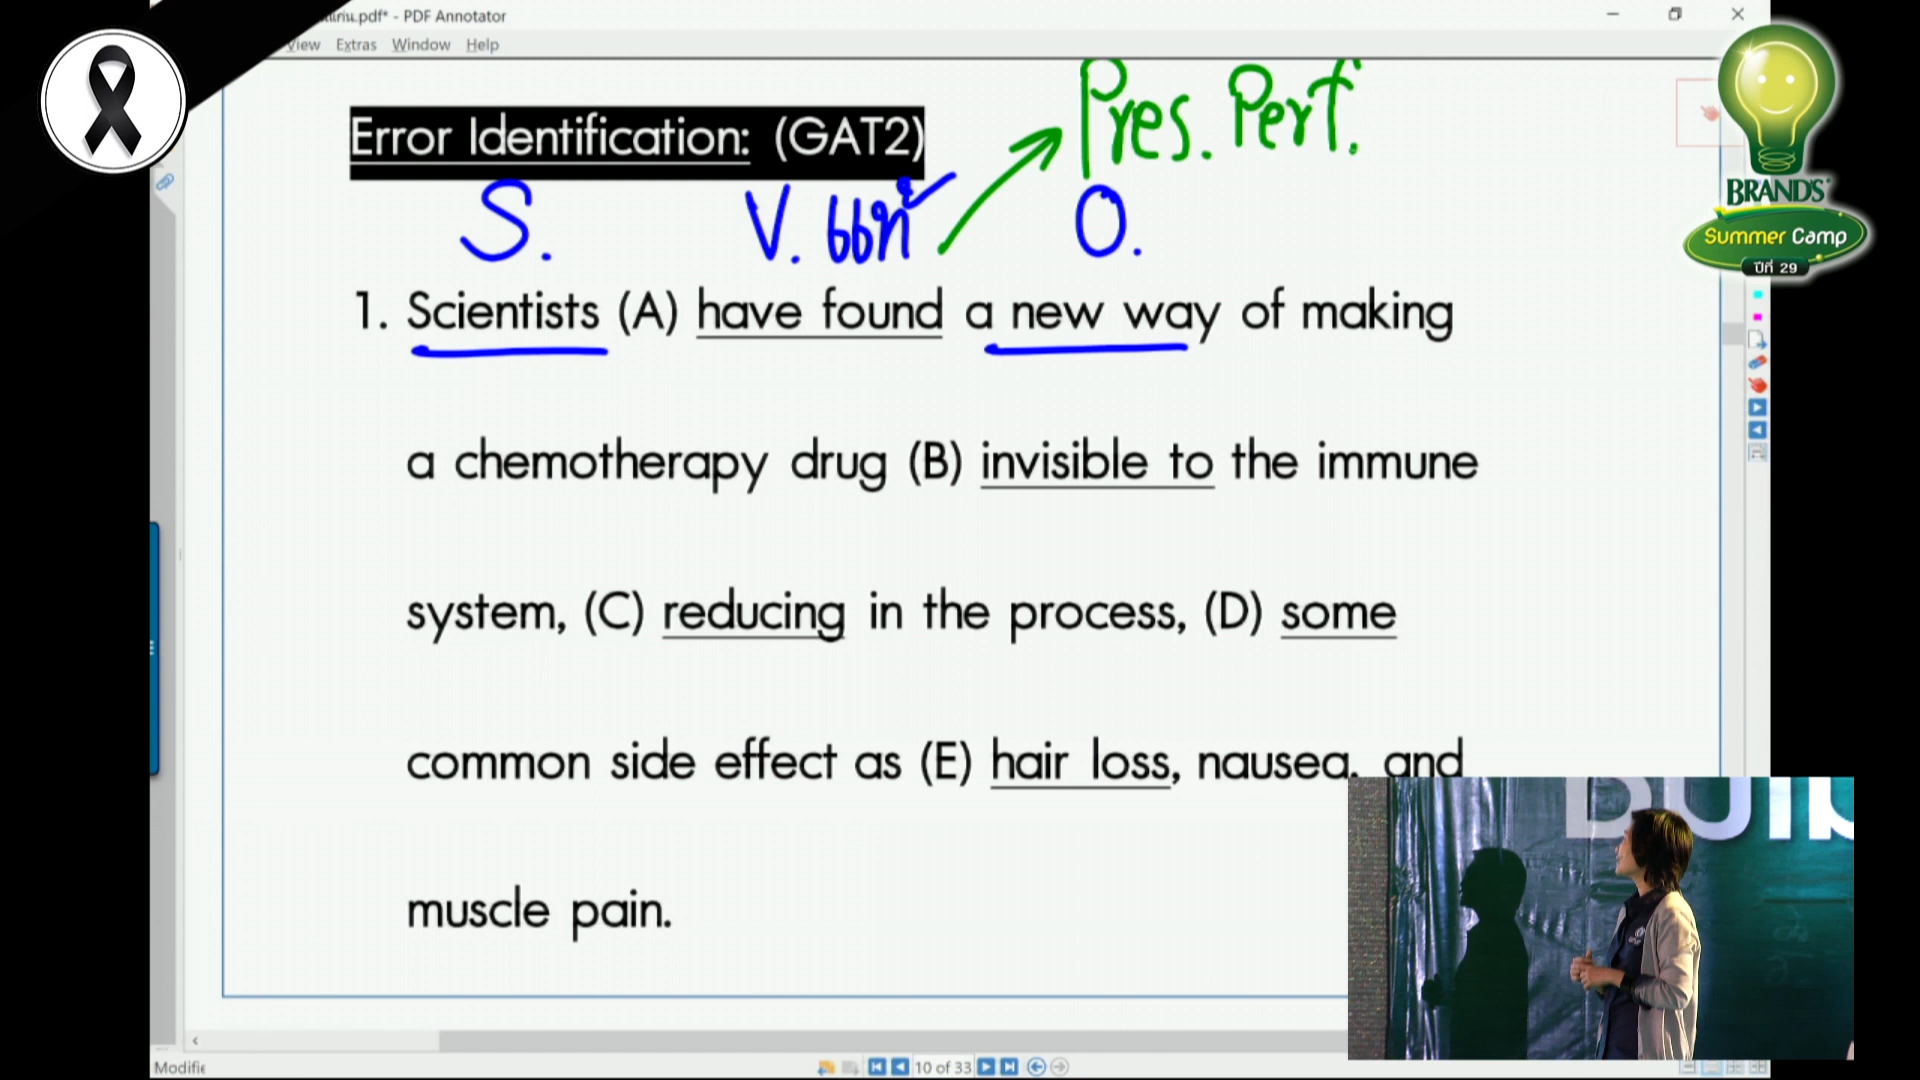 .pdf* - PDF Annotator
View Extras Window Help
Error Identification: (GAT2)
Pres. Perf.
S. V. แท้ O.
1. Scientists (A) have found a new way of making
a chemotherapy drug (B) invisible to the immune
system, (C) reducing in the process, (D) some
common side effect as (E) hair loss, nausea, and
muscle pain.
BRAND'S
Summer Camp
ปีที่ 29
10 of 33